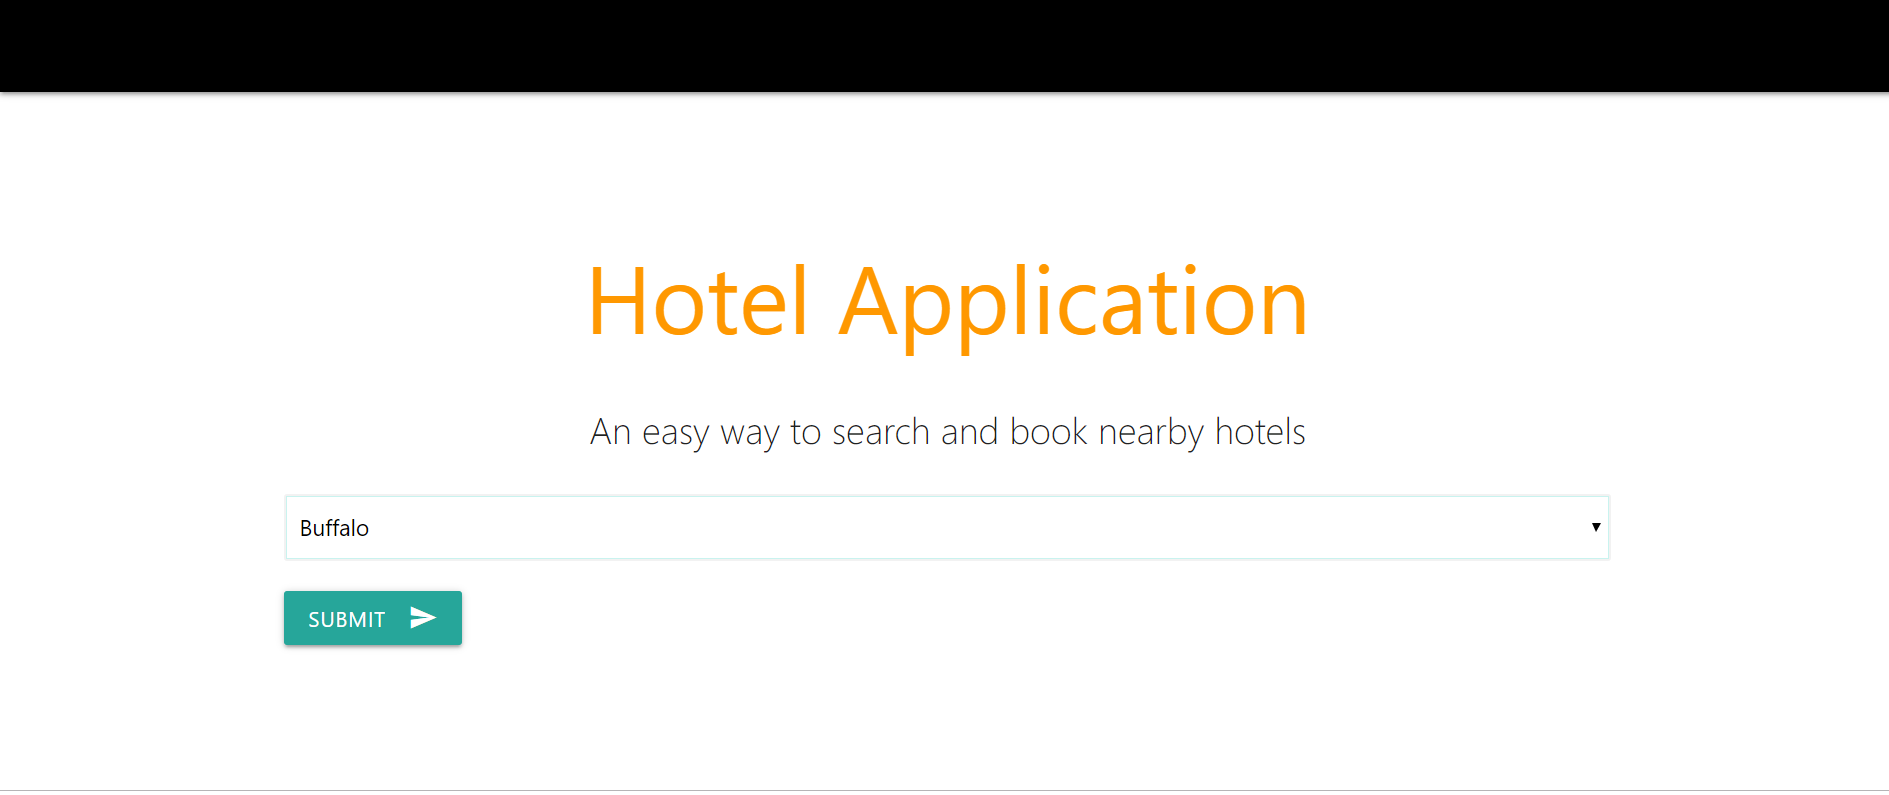 Hotel Application
An easy way to search and book nearby hotels
Buffalo
SUBMIT